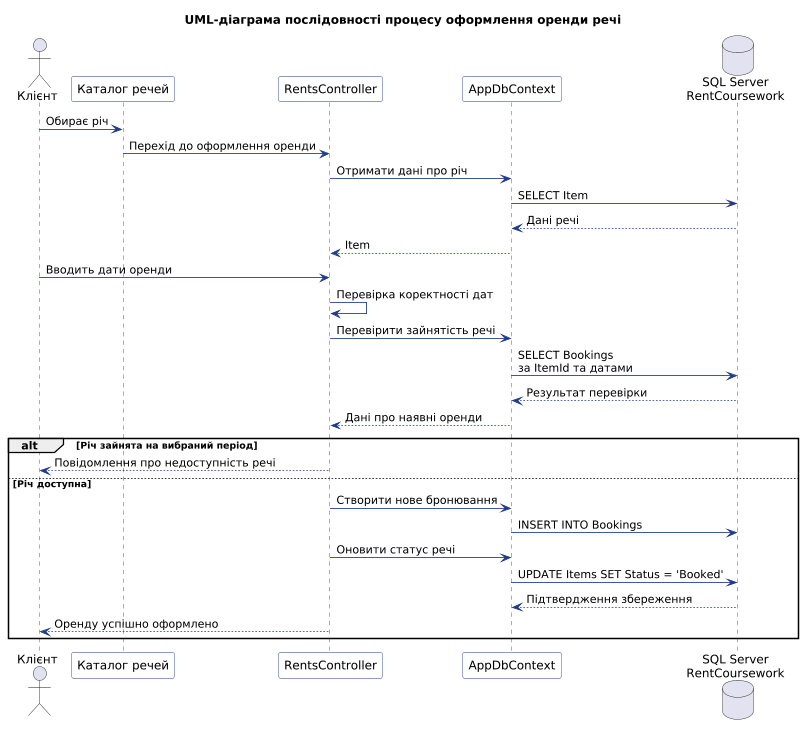 UML-діаграма послідовності процесу оформлення оренди речі
Клієнт
Каталог речей
RentsController
AppDbContext
SQL Server
RentCoursework
Обирає річ
Перехід до оформлення оренди
Отримати дані про річ
SELECT Item
Дані речі
Item
Вводить дати оренди
Перевірка коректності дат
Перевірити зайнятість речі
SELECT Bookings
за ItemId та датами
Результат перевірки
Дані про наявні оренди
alt
[Річ зайнята на вибраний період]
Повідомлення про недоступність речі
[Річ доступна]
Створити нове бронювання
INSERT INTO Bookings
Оновити статус речі
UPDATE Items SET Status = 'Booked'
Підтвердження збереження
Оренду успішно оформлено
Клієнт
Каталог речей
RentsController
AppDbContext
SQL Server
RentCoursework